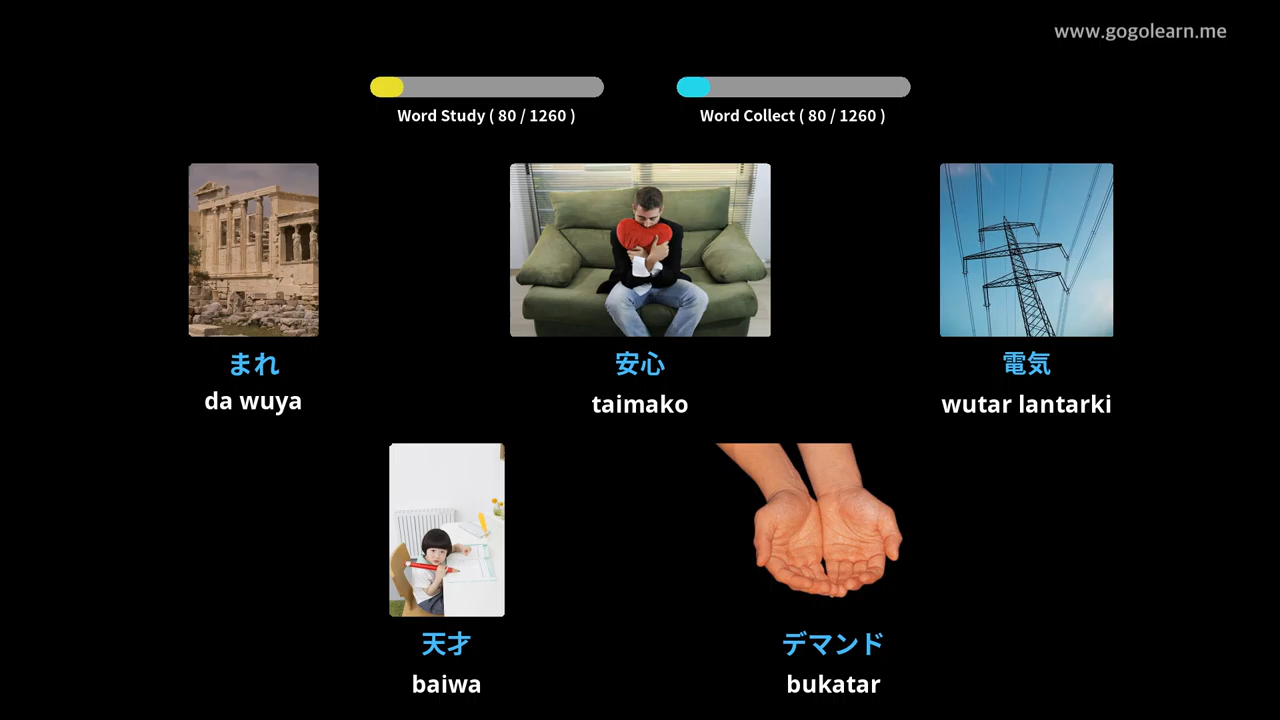 www.gogolearn.me
Word Study ( 80 / 1260 )
Word Collect ( 80 / 1260 )
まれ
da wuya
安心
taimako
電気
wutar lantarki
天才
baiwa
デマンド
bukatar